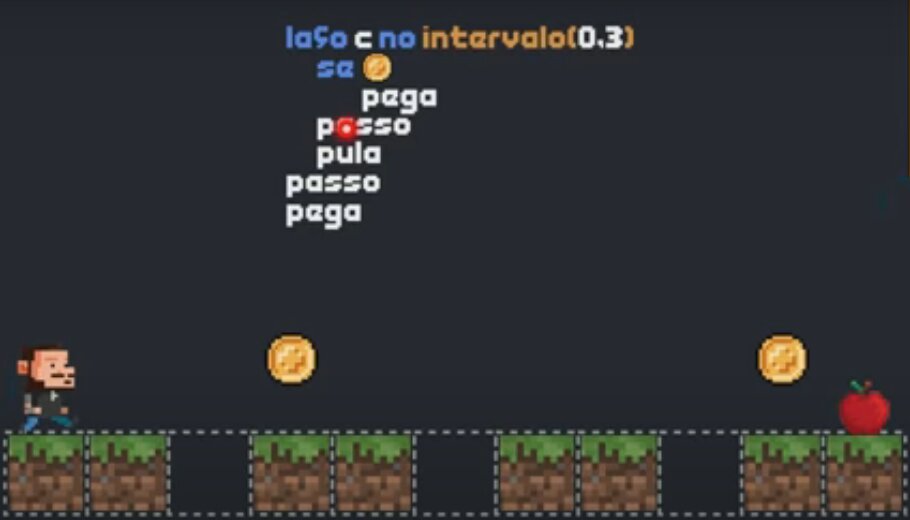 laço c no intervalo(0,3)
se
pega
passo
pula
passo
pega